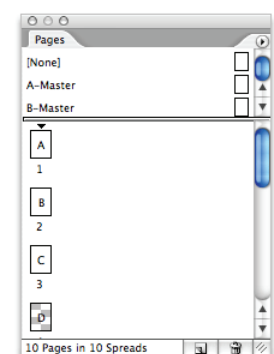 Pages
[None]
A-Master
B-Master
A
1
B
2
C
3
D
10 Pages in 10 Spreads